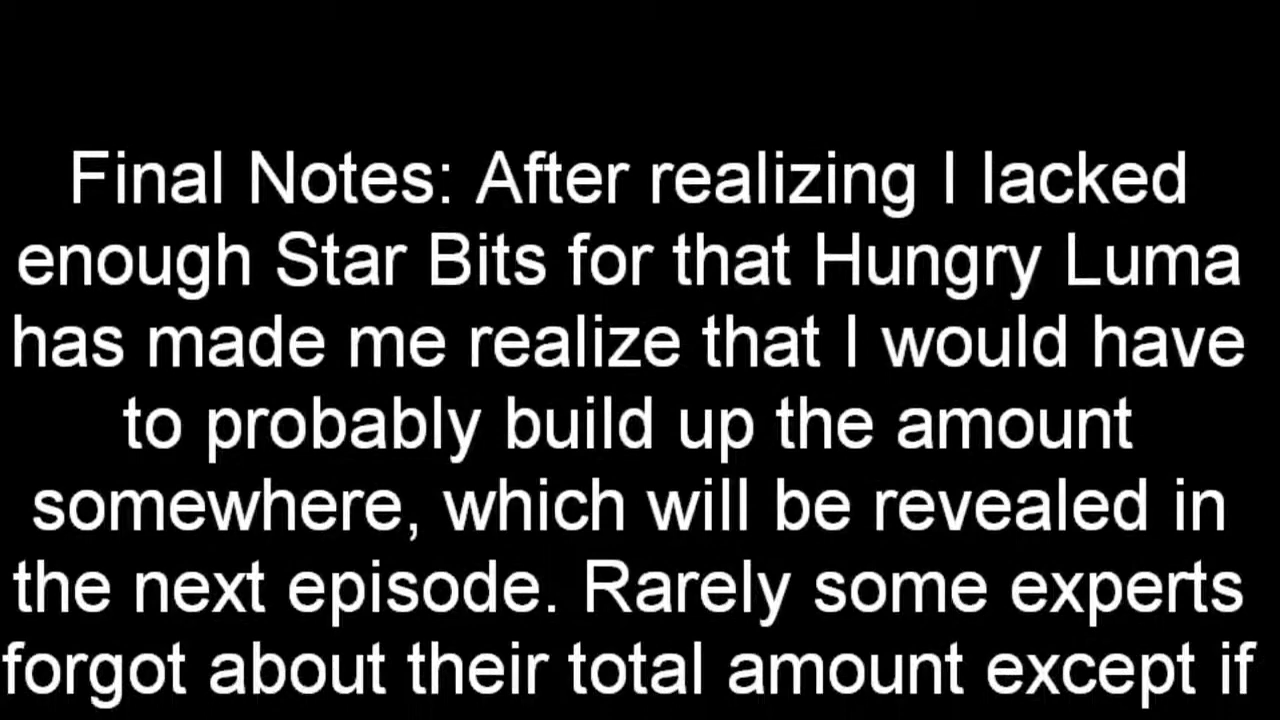 Final Notes: After realizing I lacked
enough Star Bits for that Hungry Luma
has made me realize that I would have
to probably build up the amount
somewhere, which will be revealed in
the next episode. Rarely some experts
forgot about their total amount except if